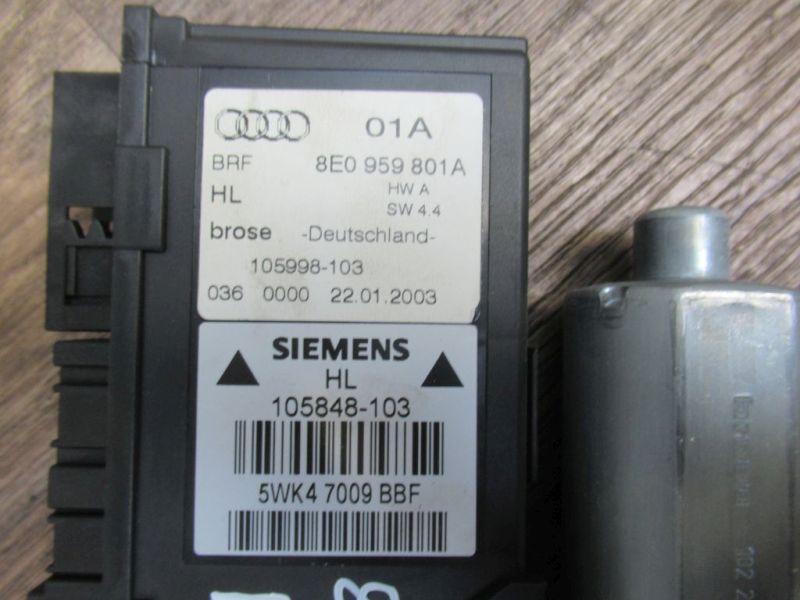 01A
BRF 8E0 959 801A
HL HW A
SW 4.4
brose -Deutschland-
105998-103
036 0000 22.01.2003
SIEMENS
HL
105848-103
5WK4 7009 BBF